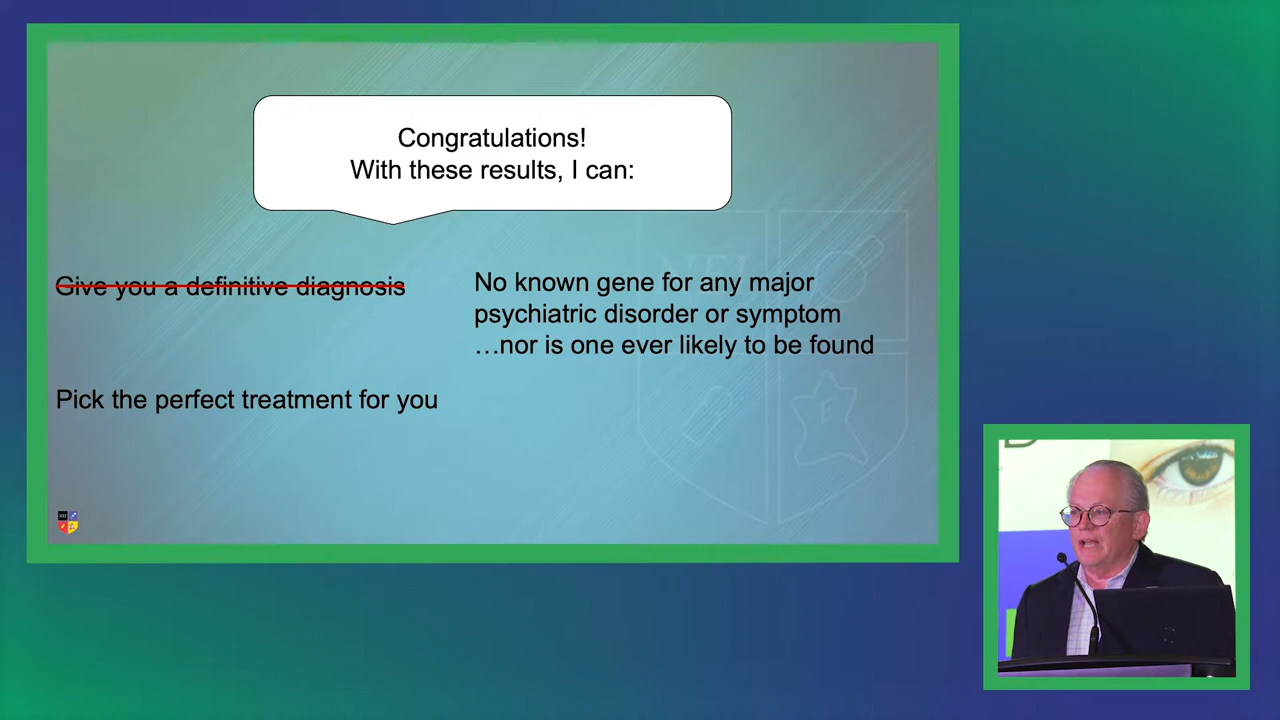 Congratulations!
With these results, I can:
Give you a definitive diagnosis
No known gene for any major
psychiatric disorder or symptom
…nor is one ever likely to be found
Pick the perfect treatment for you
NEI